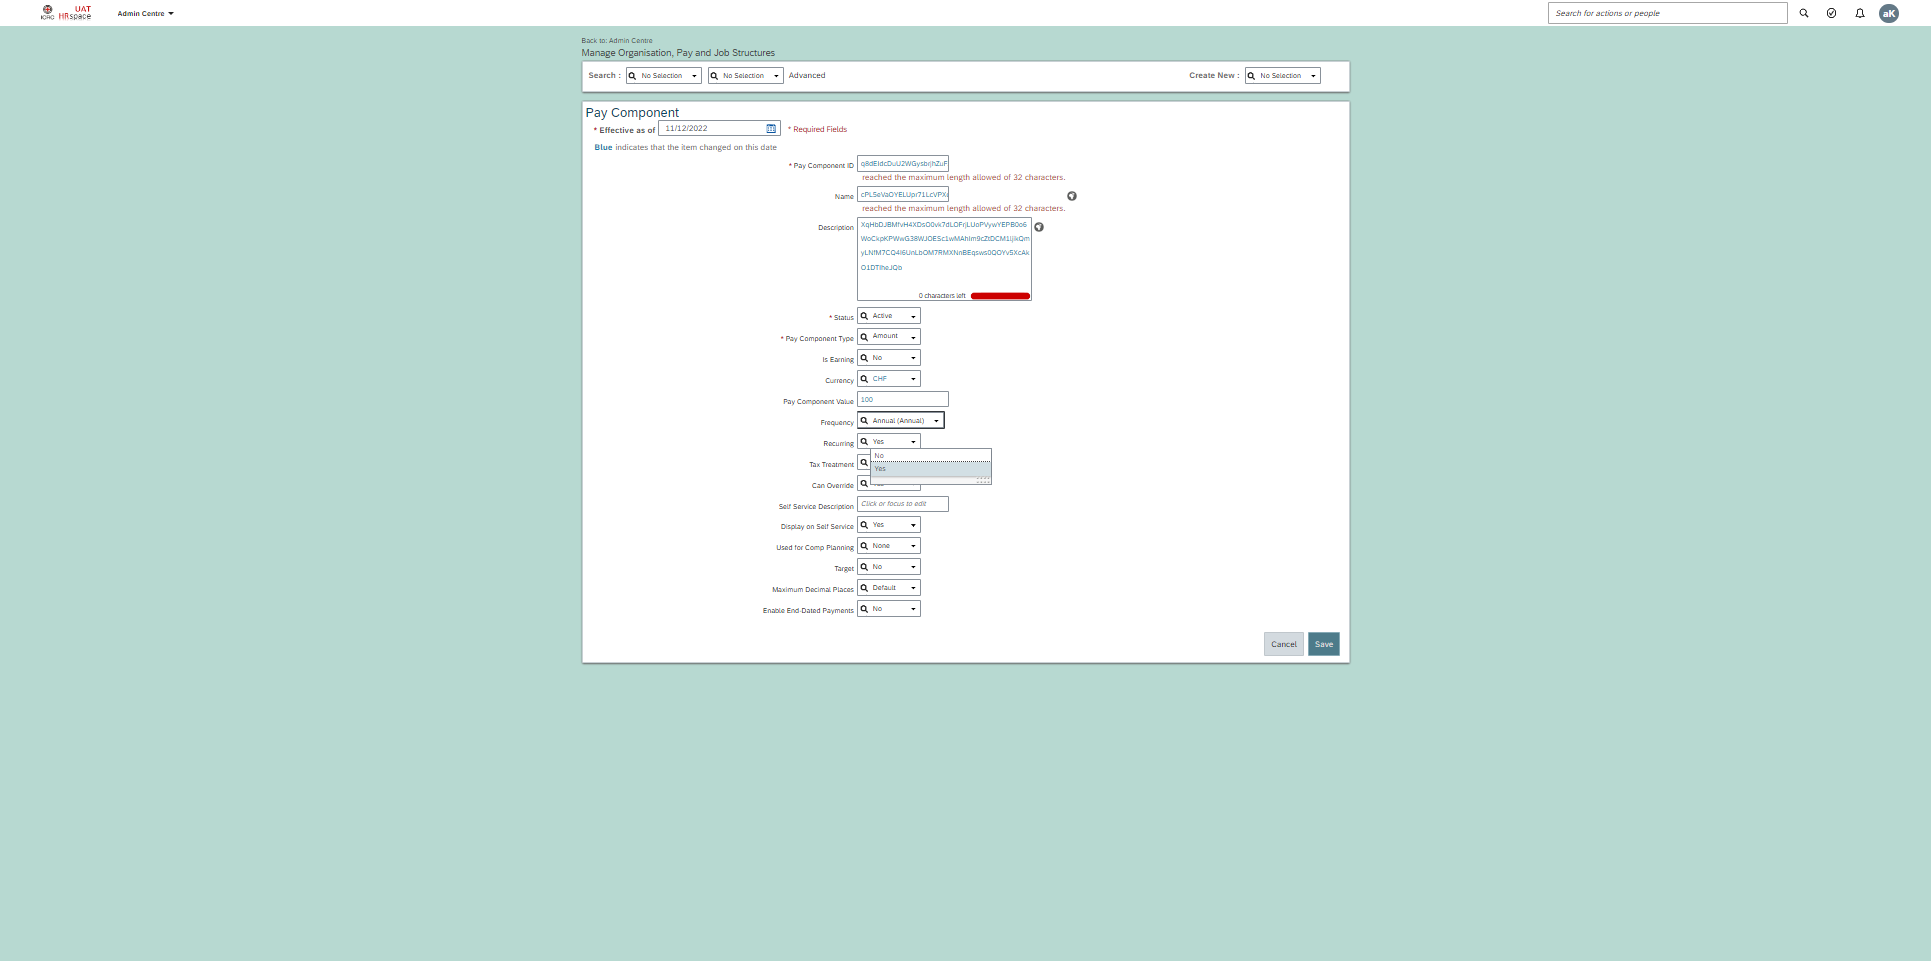 ICRC
UAT
HRspace
Admin Centre
Search for actions or people
aK
Back to: Admin Centre
Manage Organisation, Pay and Job Structures
Search : No Selection No Selection Advanced
Create New : No Selection
Pay Component
* Effective as of 11/12/2022 * Required Fields
Blue indicates that the item changed on this date
* Pay Component ID
reached the maximum length allowed of 32 characters.
Name
reached the maximum length allowed of 32 characters.
Description
0 characters left
* Status Active
* Pay Component Type Amount
Is Earning No
Currency CHF
Pay Component Value 100
Frequency Annual (Annual)
Recurring Yes
No
Yes
Tax Treatment
Can Override
Self Service Description Click or focus to edit
Display on Self Service Yes
Used for Comp Planning None
Target No
Maximum Decimal Places Default
Enable End-Dated Payments No
Cancel Save